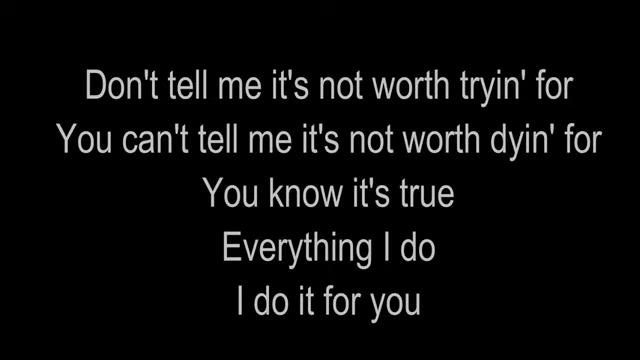 Don't tell me it's not worth tryin' for
You can't tell me it's not worth dyin' for
You know it's true
Everything I do
I do it for you